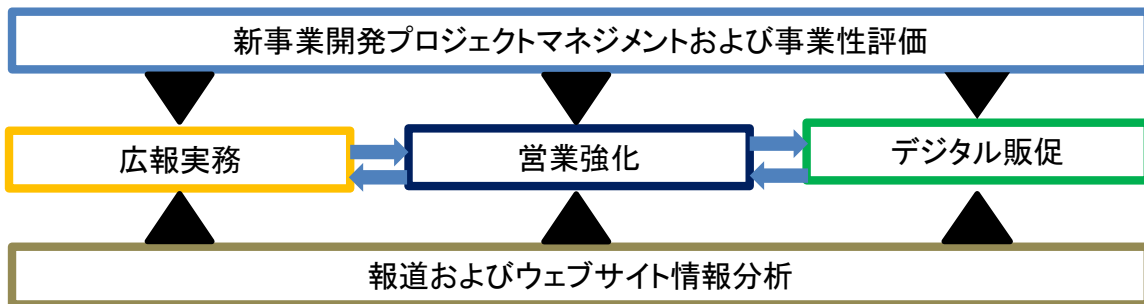 新事業開発プロジェクトマネジメントおよび事業性評価
広報実務
営業強化
デジタル販促
報道およびウェブサイト情報分析